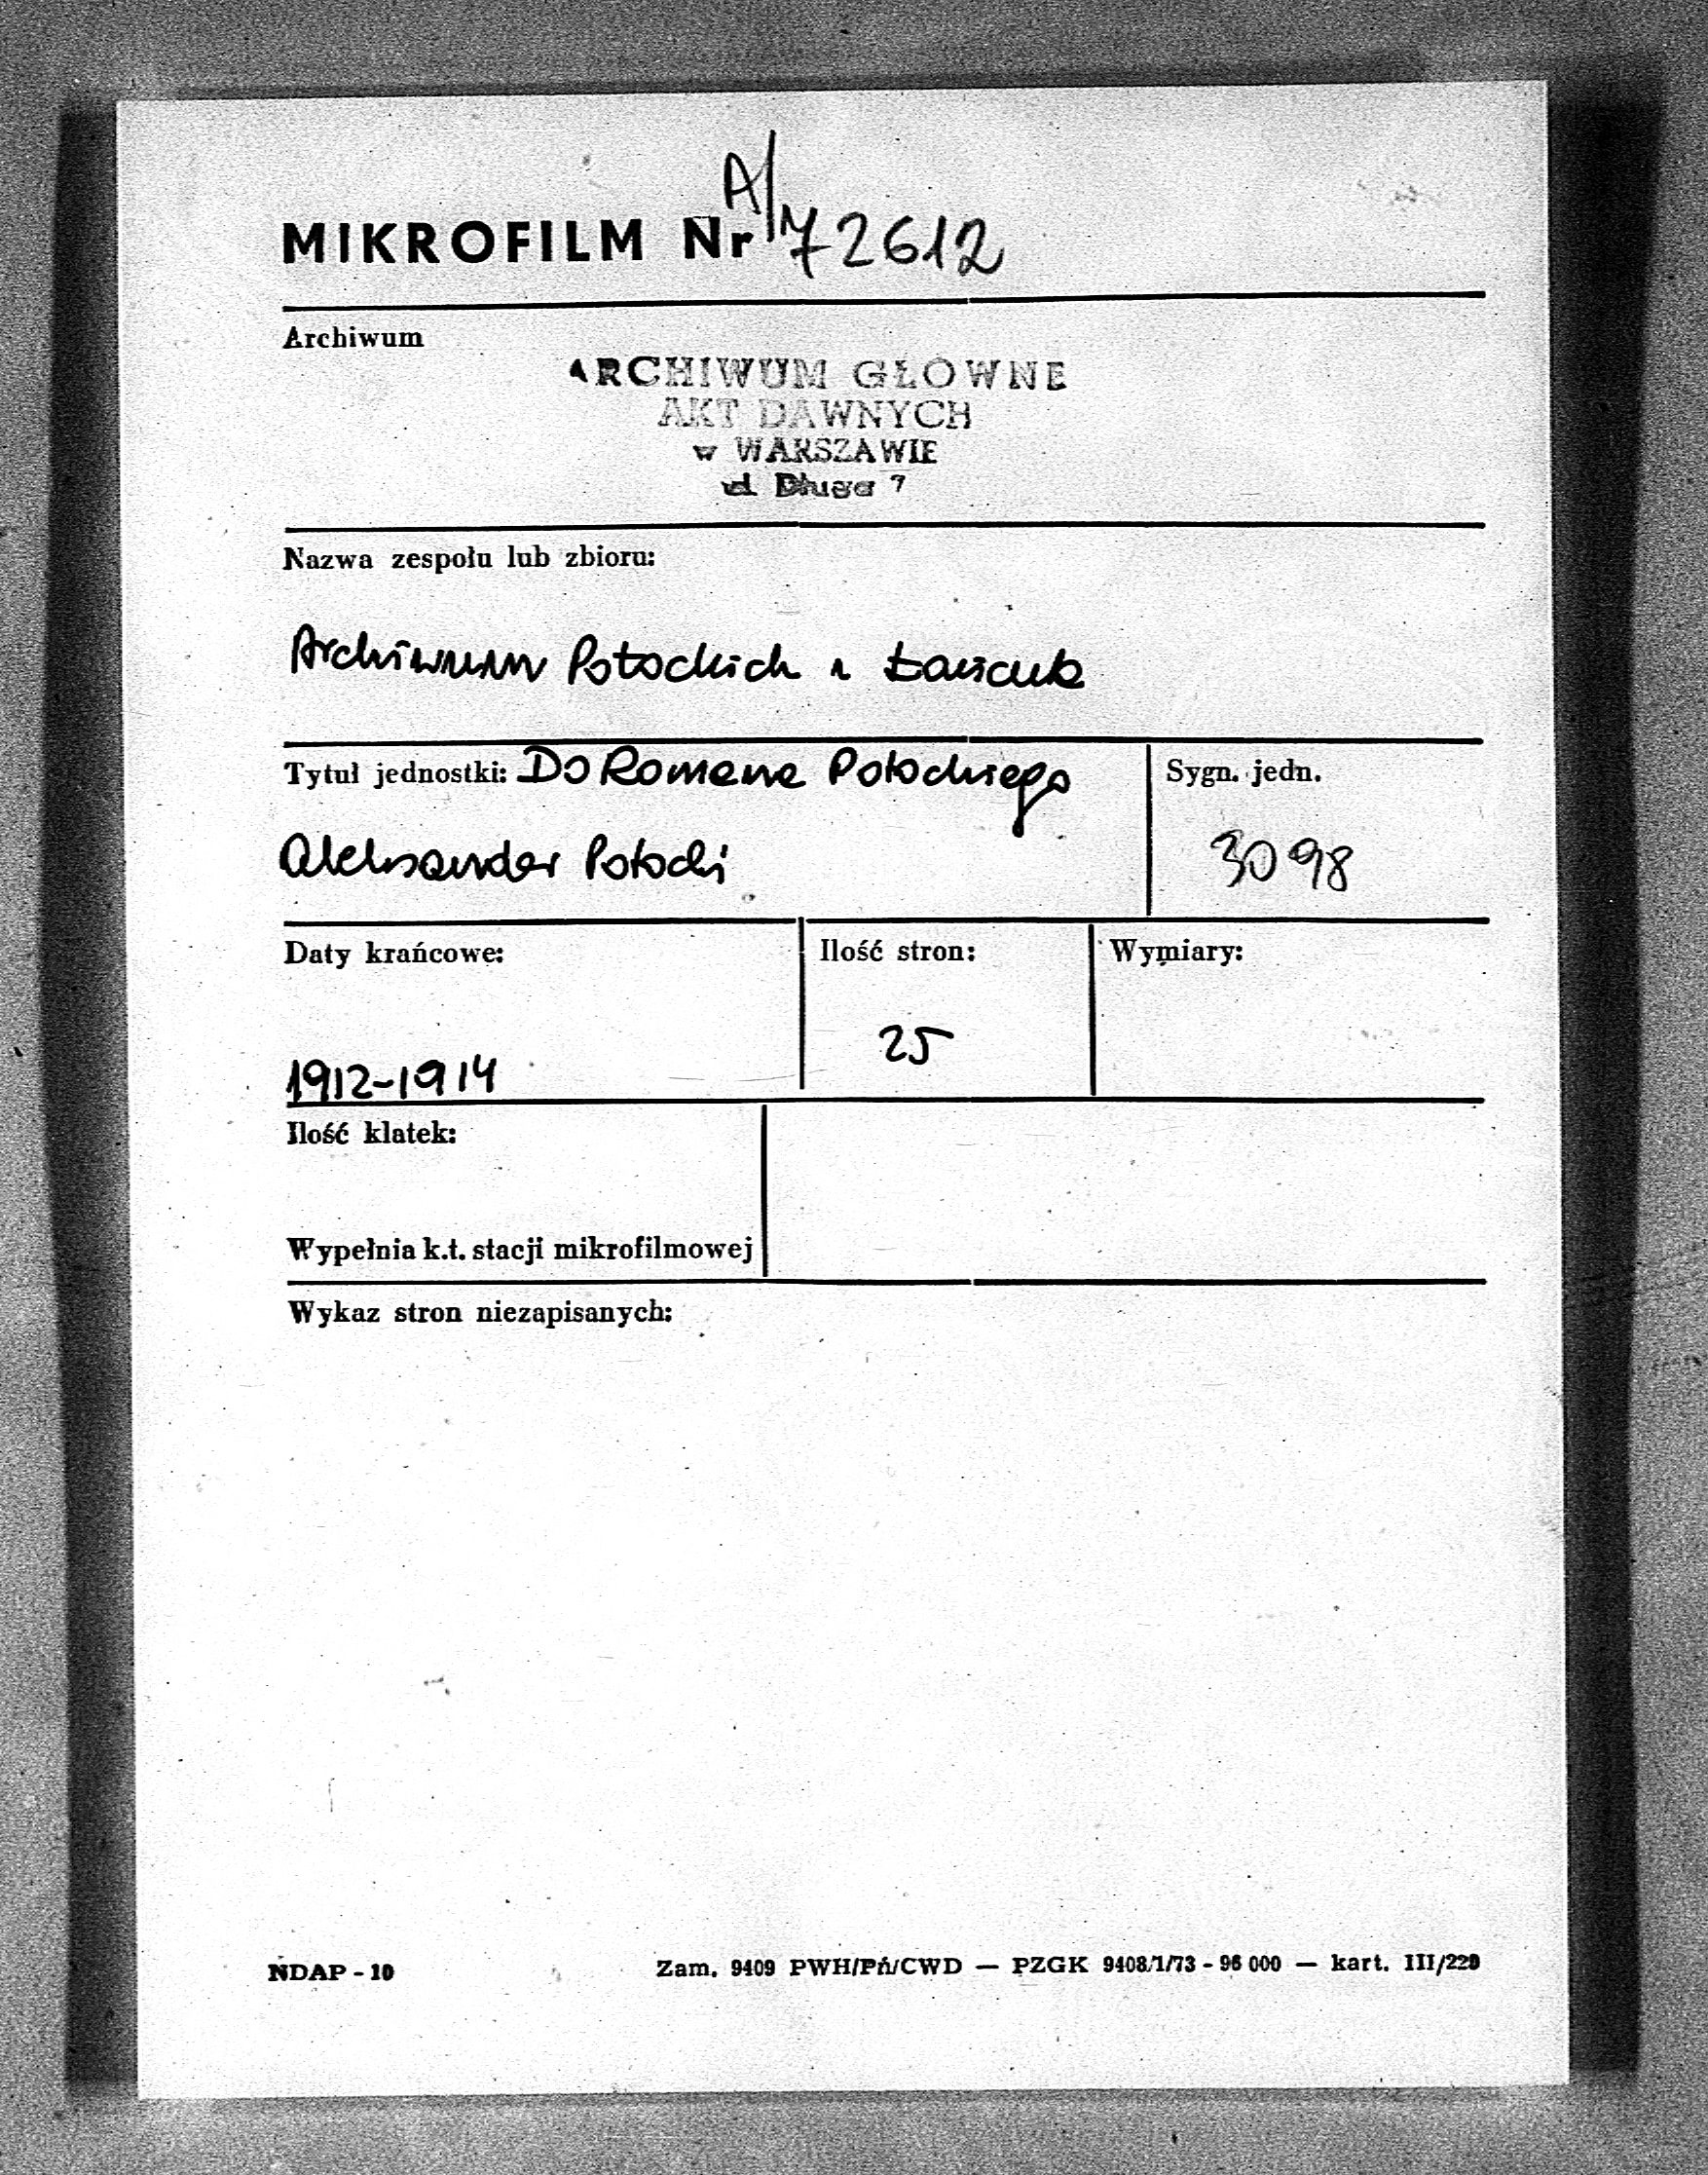 MIKROFILM Nr A/72612
Archiwum
ARCHIWUM GŁÓWNE
AKT DAWNYCH
w WARSZAWIE
ul. Długa 7
Nazwa zespołu lub zbioru:
Archiwum Potockich z Łańcuta
Tytuł jednostki: Do Romana Potockiego
Aleksander Potocki
Sygn. jedn.
3098
Daty krańcowe:
1912-1914
Ilość stron:
25
Wymiary:
Ilość klatek:
Wypełnia k.t. stacji mikrofilmowej
Wykaz stron niezapisanych:
NDAP - 10
Zam. 9409 PWH/Pń/CWD — PZGK 9408/1/73 - 96 000 — kart. III/220